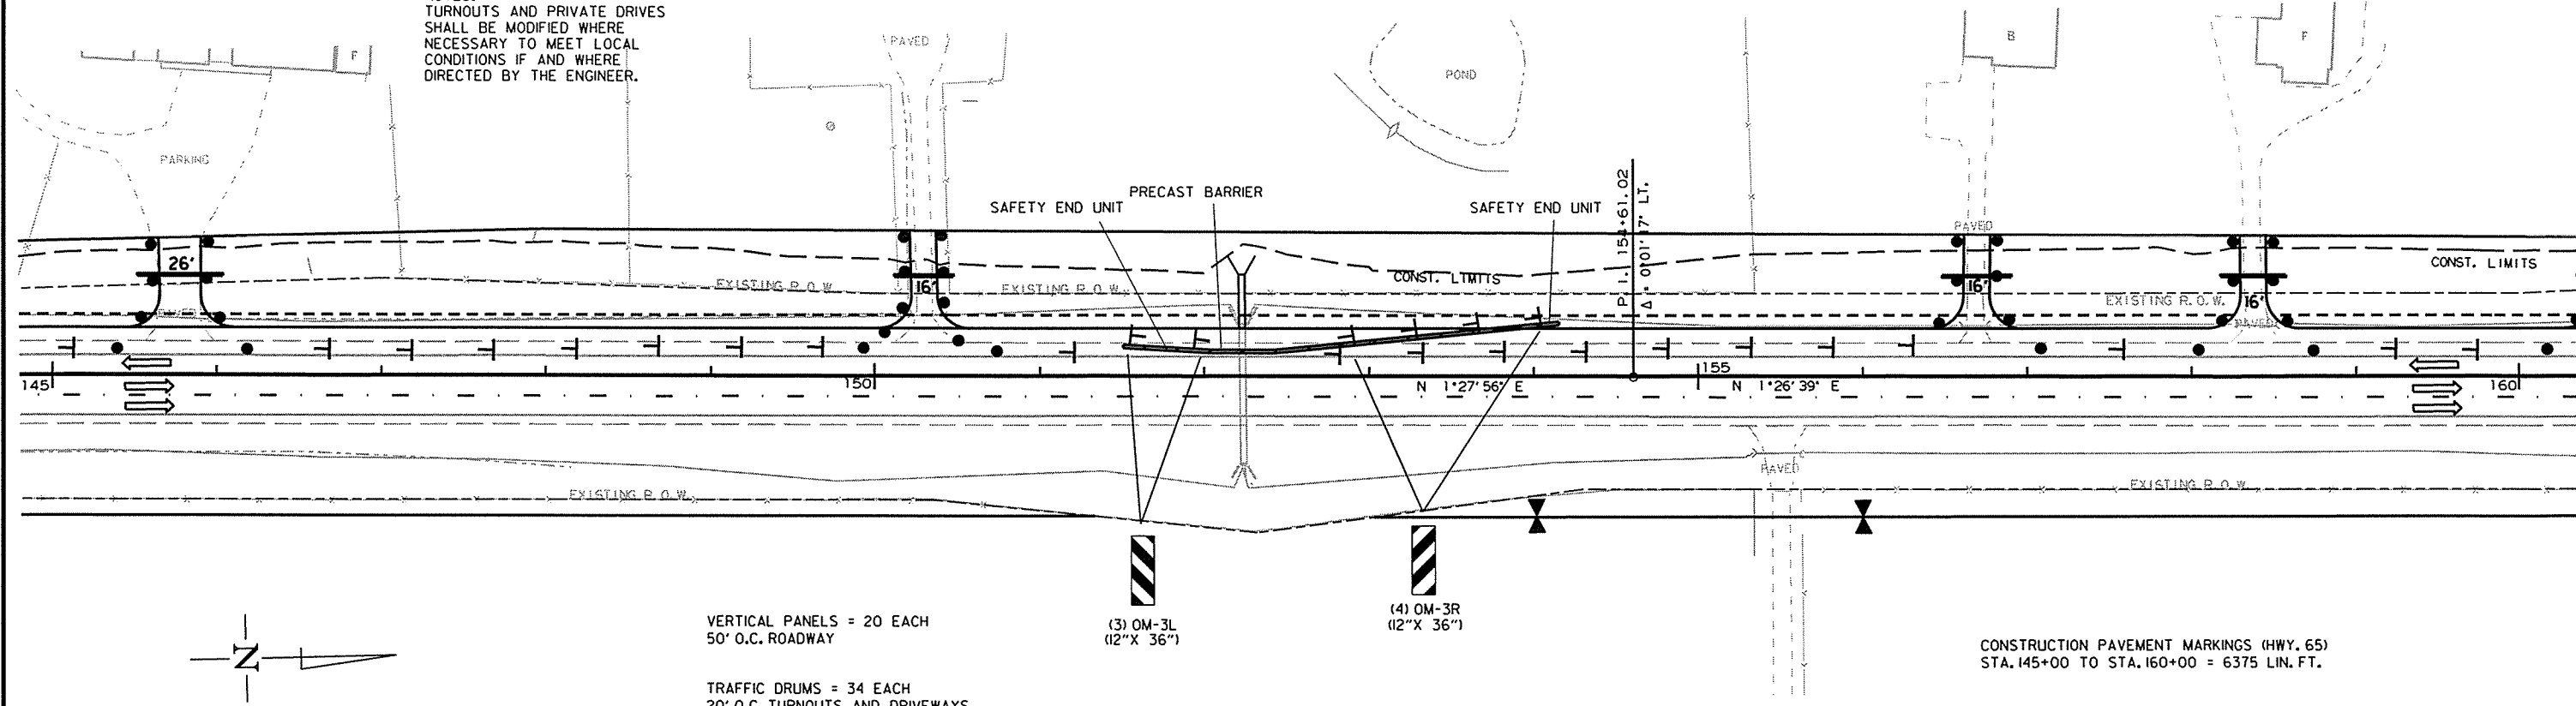 TURNOUTS AND PRIVATE DRIVES
SHALL BE MODIFIED WHERE
NECESSARY TO MEET LOCAL
CONDITIONS IF AND WHERE
DIRECTED BY THE ENGINEER.
F
PAVED
POND
B
F
PARKING
SAFETY END UNIT
PRECAST BARRIER
SAFETY END UNIT
P.I. 154+61.02
Δ = 0°01'17" LT.
PAVED
26'
16'
16'
16'
EXISTING R.O.W.
EXISTING R.O.W.
CONST. LIMITS
EXISTING R.O.W.
CONST. LIMITS
PAVED
145
150
155
160
N 1°27'56" E
N 1°26'39" E
EXISTING R.O.W.
PAVED
EXISTING R.O.W.
(3) OM-3L
(12"X 36")
(4) OM-3R
(12"X 36")
N
VERTICAL PANELS = 20 EACH
50' O.C. ROADWAY
TRAFFIC DRUMS = 34 EACH
20' O.C. TURNOUTS AND DRIVEWAYS
CONSTRUCTION PAVEMENT MARKINGS (HWY. 65)
STA. 145+00 TO STA. 160+00 = 6375 LIN. FT.